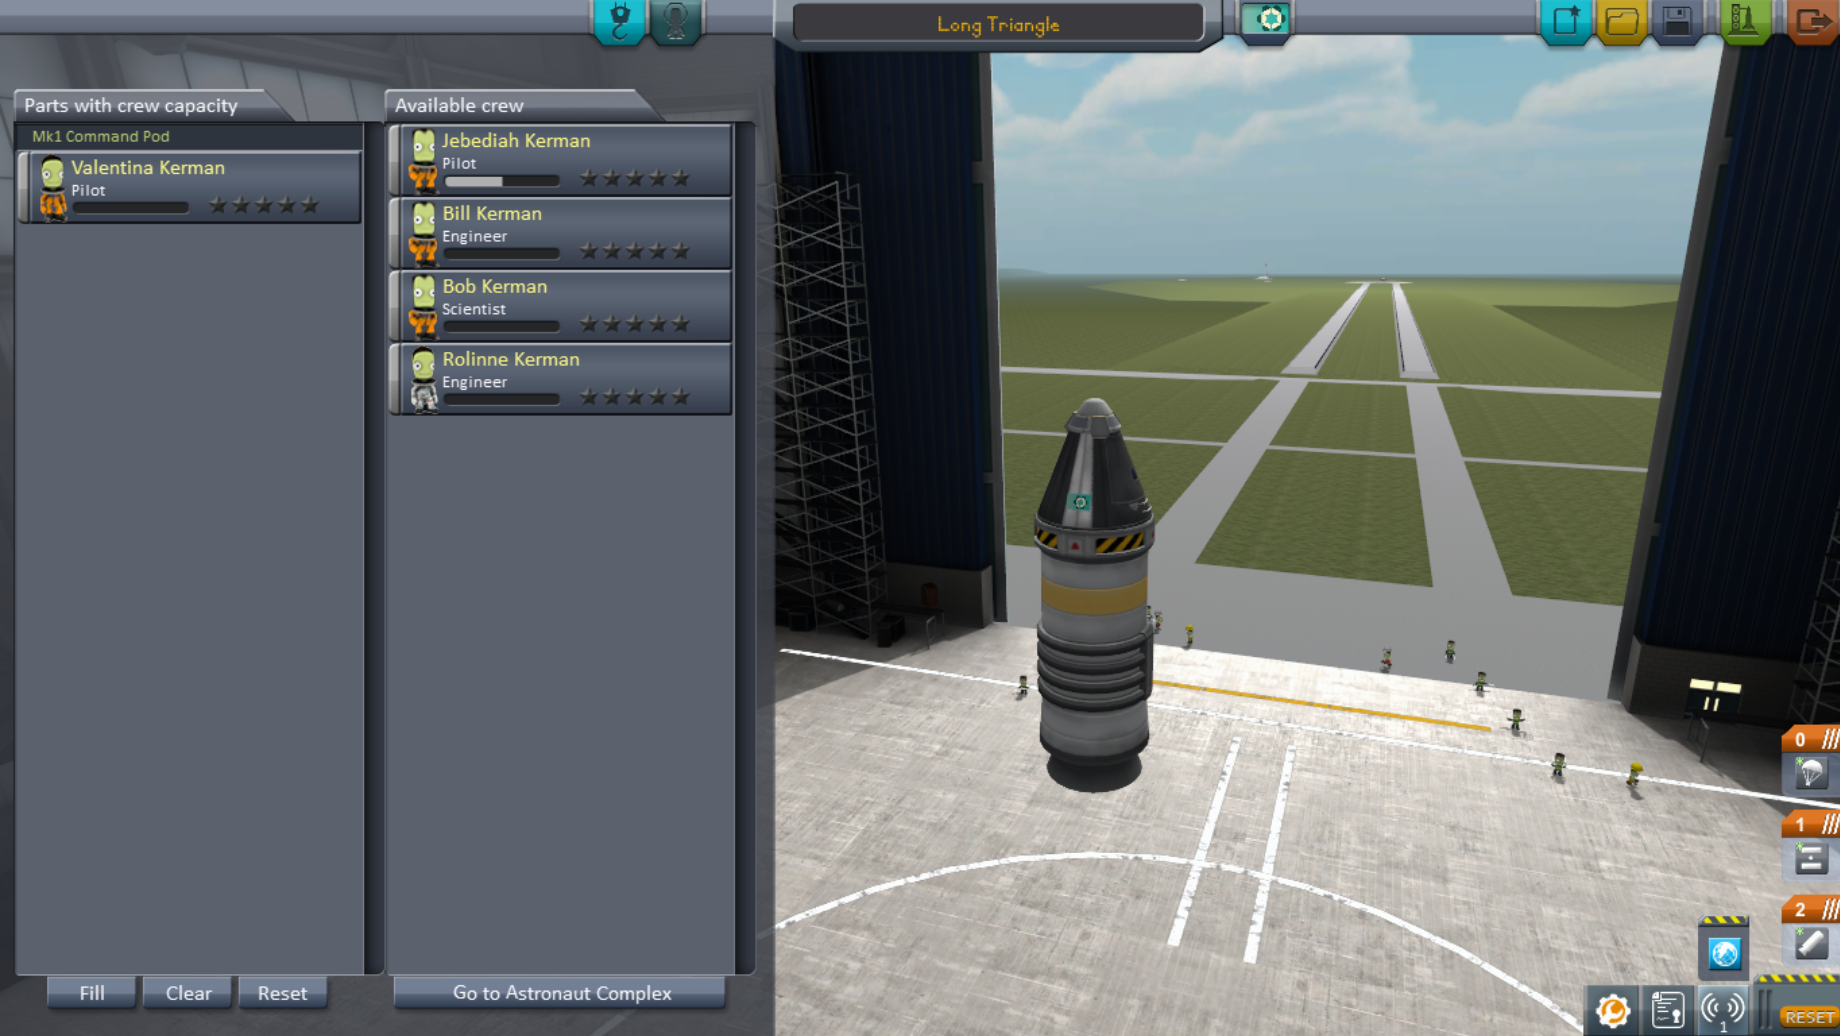 Long Triangle
Parts with crew capacity
Mk1 Command Pod
Valentina Kerman
Pilot
Available crew
Jebediah Kerman
Pilot
Bill Kerman
Engineer
Bob Kerman
Scientist
Rolinne Kerman
Engineer
0
1
2
Fill
Clear
Reset
Go to Astronaut Complex
1
RESET